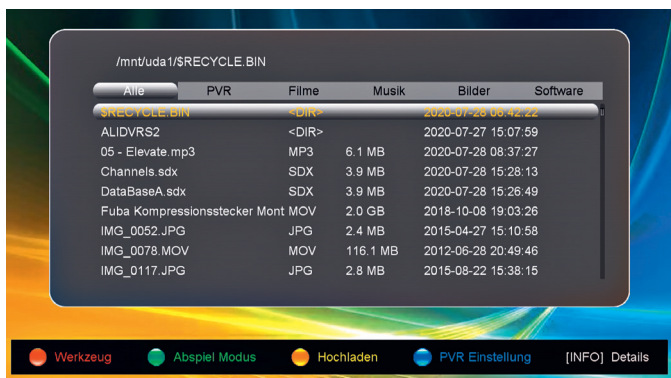 /mnt/uda1/$RECYCLE.BIN
Alle PVR Filme Musik Bilder Software
$RECYCLE.BIN <DIR> 2020-07-28 06:42:22
ALIDVRS2 <DIR> 2020-07-27 15:07:59
05 - Elevate.mp3 MP3 6.1 MB 2020-07-28 08:37:27
Channels.sdx SDX 3.9 MB 2020-07-28 15:28:13
DataBaseA.sdx SDX 3.9 MB 2020-07-28 15:26:49
Fuba Kompressionsstecker Mont MOV 2.0 GB 2018-10-08 19:03:26
IMG_0052.JPG JPG 2.4 MB 2015-04-27 15:10:58
IMG_0078.MOV MOV 116.1 MB 2012-06-28 20:49:46
IMG_0117.JPG JPG 2.8 MB 2015-08-22 15:38:15
Werkzeug Abspiel Modus Hochladen PVR Einstellung [INFO] Details